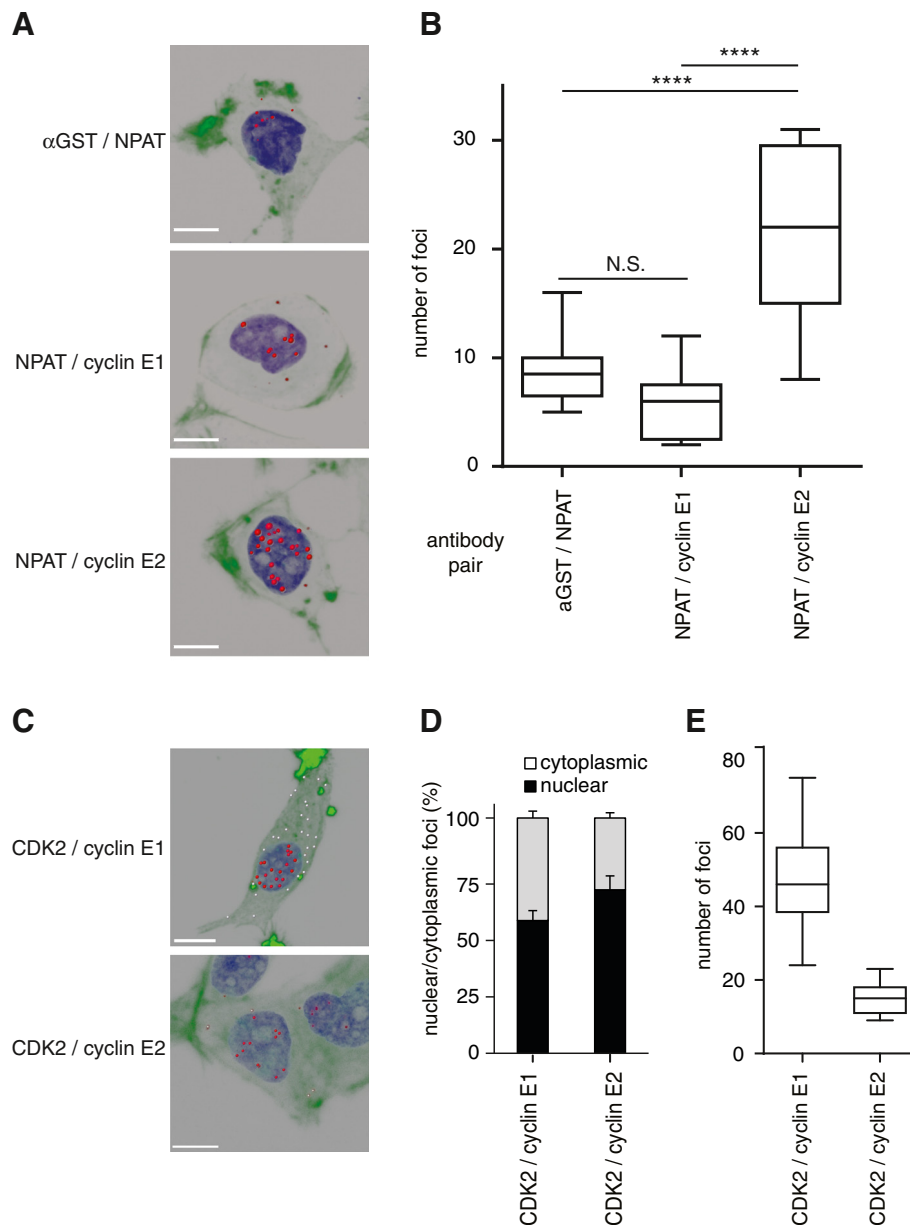 A
αGST / NPAT
NPAT / cyclin E1
NPAT / cyclin E2
B
****
****
N.S.
number of foci
30
20
10
0
antibody
pair
aGST / NPAT
NPAT / cyclin E1
NPAT / cyclin E2
C
CDK2 / cyclin E1
CDK2 / cyclin E2
D
cytoplasmic
nuclear
nuclear/cytoplasmic foci (%)
100
75
50
25
0
CDK2 / cyclin E1
CDK2 / cyclin E2
E
number of foci
80
60
40
20
0
CDK2 / cyclin E1
CDK2 / cyclin E2